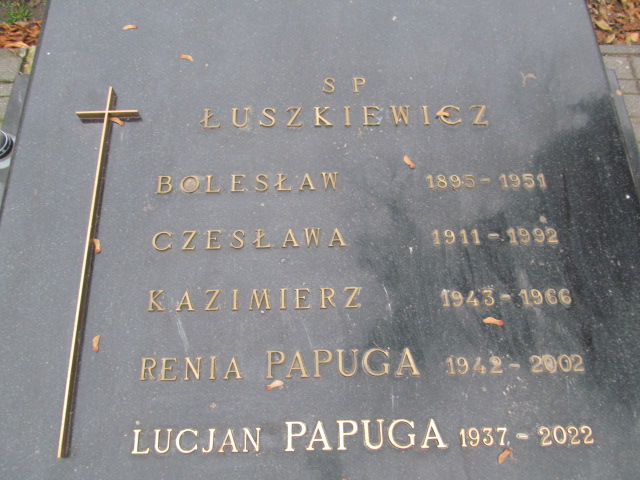 SP
ŁUSZKIEWICZ
BOLESŁAW 1895-1951
CZESŁAWA 1911-1992
KAZIMIERZ 1943-1966
RENIA PAPUGA 1942-2002
LUCJAN PAPUGA 1937-2022